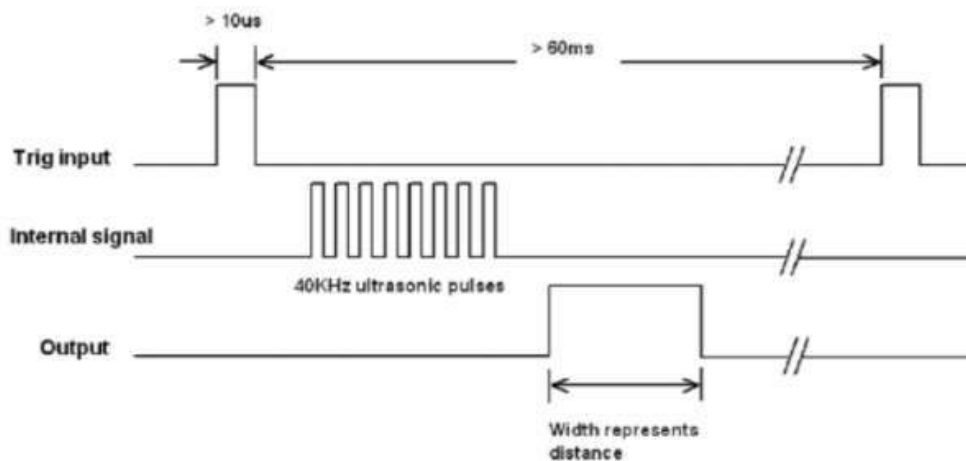 > 10us
> 60ms
Trig input
Internal signal
40KHz ultrasonic pulses
Output
Width represents
distance